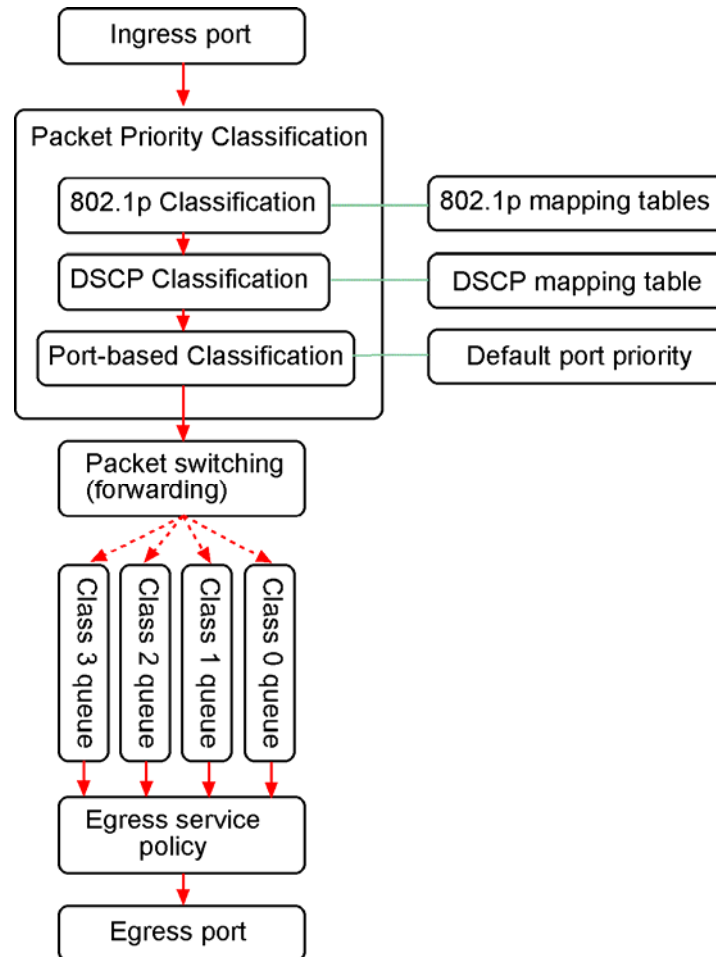 Ingress port
Packet Priority Classification
802.1p Classification
802.1p mapping tables
DSCP Classification
DSCP mapping table
Port-based Classification
Default port priority
Packet switching
(forwarding)
Class 3 queue
Class 2 queue
Class 1 queue
Class 0 queue
Egress service
policy
Egress port